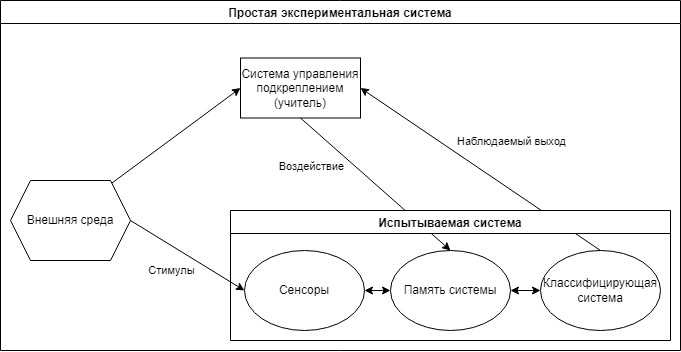 Простая экспериментальная система
Система управления
подкреплением
(учитель)
Наблюдаемый выход
Воздействие
Внешняя среда
Испытываемая система
Стимулы
Сенсоры
Память системы
Классифицирующая
система